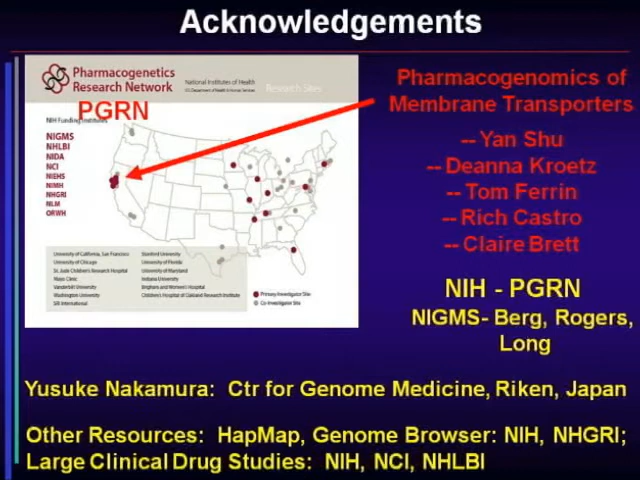 Acknowledgements
Pharmacogenetics
Research Network
National Institutes of Health
U.S. Department of Health & Human Services
Research Sites
PGRN
NIH Funding Institutes
NIGMS
NHLBI
NIDA
NCI
NIEHS
NIMH
NHGRI
NLM
ORWH
University of California, San Francisco
University of Chicago
St. Jude Children's Research Hospital
Mayo Clinic
Vanderbilt University
Washington University
SRI International
Stanford University
University of Florida
University of Maryland
Indiana University
Brigham and Women's Hospital
Children's Hospital of Oakland Research Institute
Primary Investigator Site
Co-Investigator Site
Pharmacogenomics of
Membrane Transporters
-- Yan Shu
-- Deanna Kroetz
-- Tom Ferrin
-- Rich Castro
-- Claire Brett
NIH - PGRN
NIGMS- Berg, Rogers,
Long
Yusuke Nakamura: Ctr for Genome Medicine, Riken, Japan
Other Resources: HapMap, Genome Browser: NIH, NHGRI;
Large Clinical Drug Studies: NIH, NCI, NHLBI